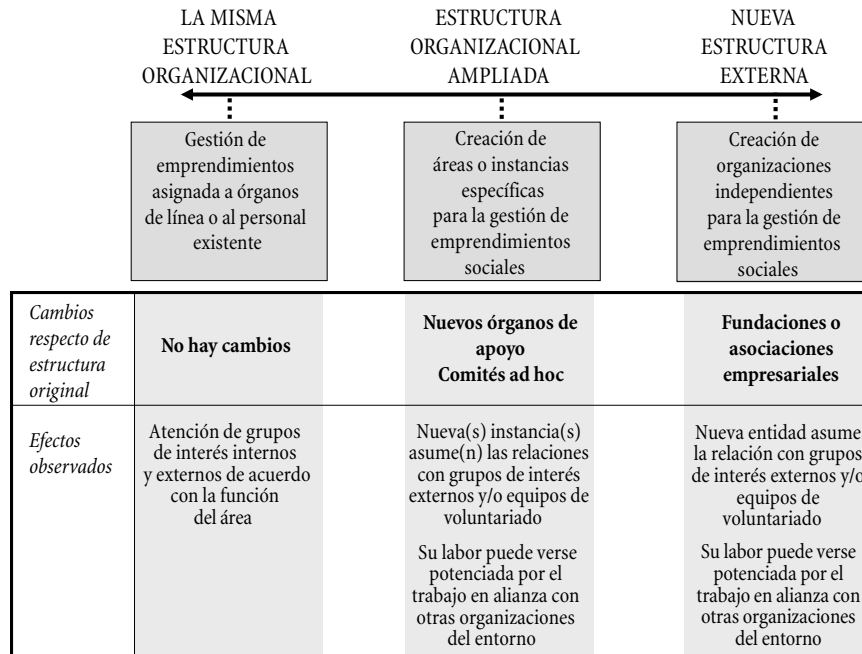 LA MISMA
ESTRUCTURA
ORGANIZACIONAL
ESTRUCTURA
ORGANIZACIONAL
AMPLIADA
NUEVA
ESTRUCTURA
EXTERNA
Gestión de
emprendimientos
asignada a órganos
de línea o al personal
existente
Creación de
áreas o instancias
específicas
para la gestión de
emprendimientos
sociales
Creación de
organizaciones
independientes
para la gestión de
emprendimientos
sociales
Cambios
respecto de
estructura
original
No hay cambios
Nuevos órganos de
apoyo
Comités ad hoc
Fundaciones o
asociaciones
empresariales
Efectos
observados
Atención de grupos
de interés internos
y externos de acuerdo
con la función
del área
Nueva(s) instancia(s)
asume(n) las relaciones
con grupos de interés
externos y/o equipos de
voluntariado
Su labor puede verse
potenciada por el
trabajo en alianza con
otras organizaciones
del entorno
Nueva entidad asume
la relación con grupos
de interés externos y/o
equipos de
voluntariado
Su labor puede verse
potenciada por el
trabajo en alianza con
otras organizaciones
del entorno